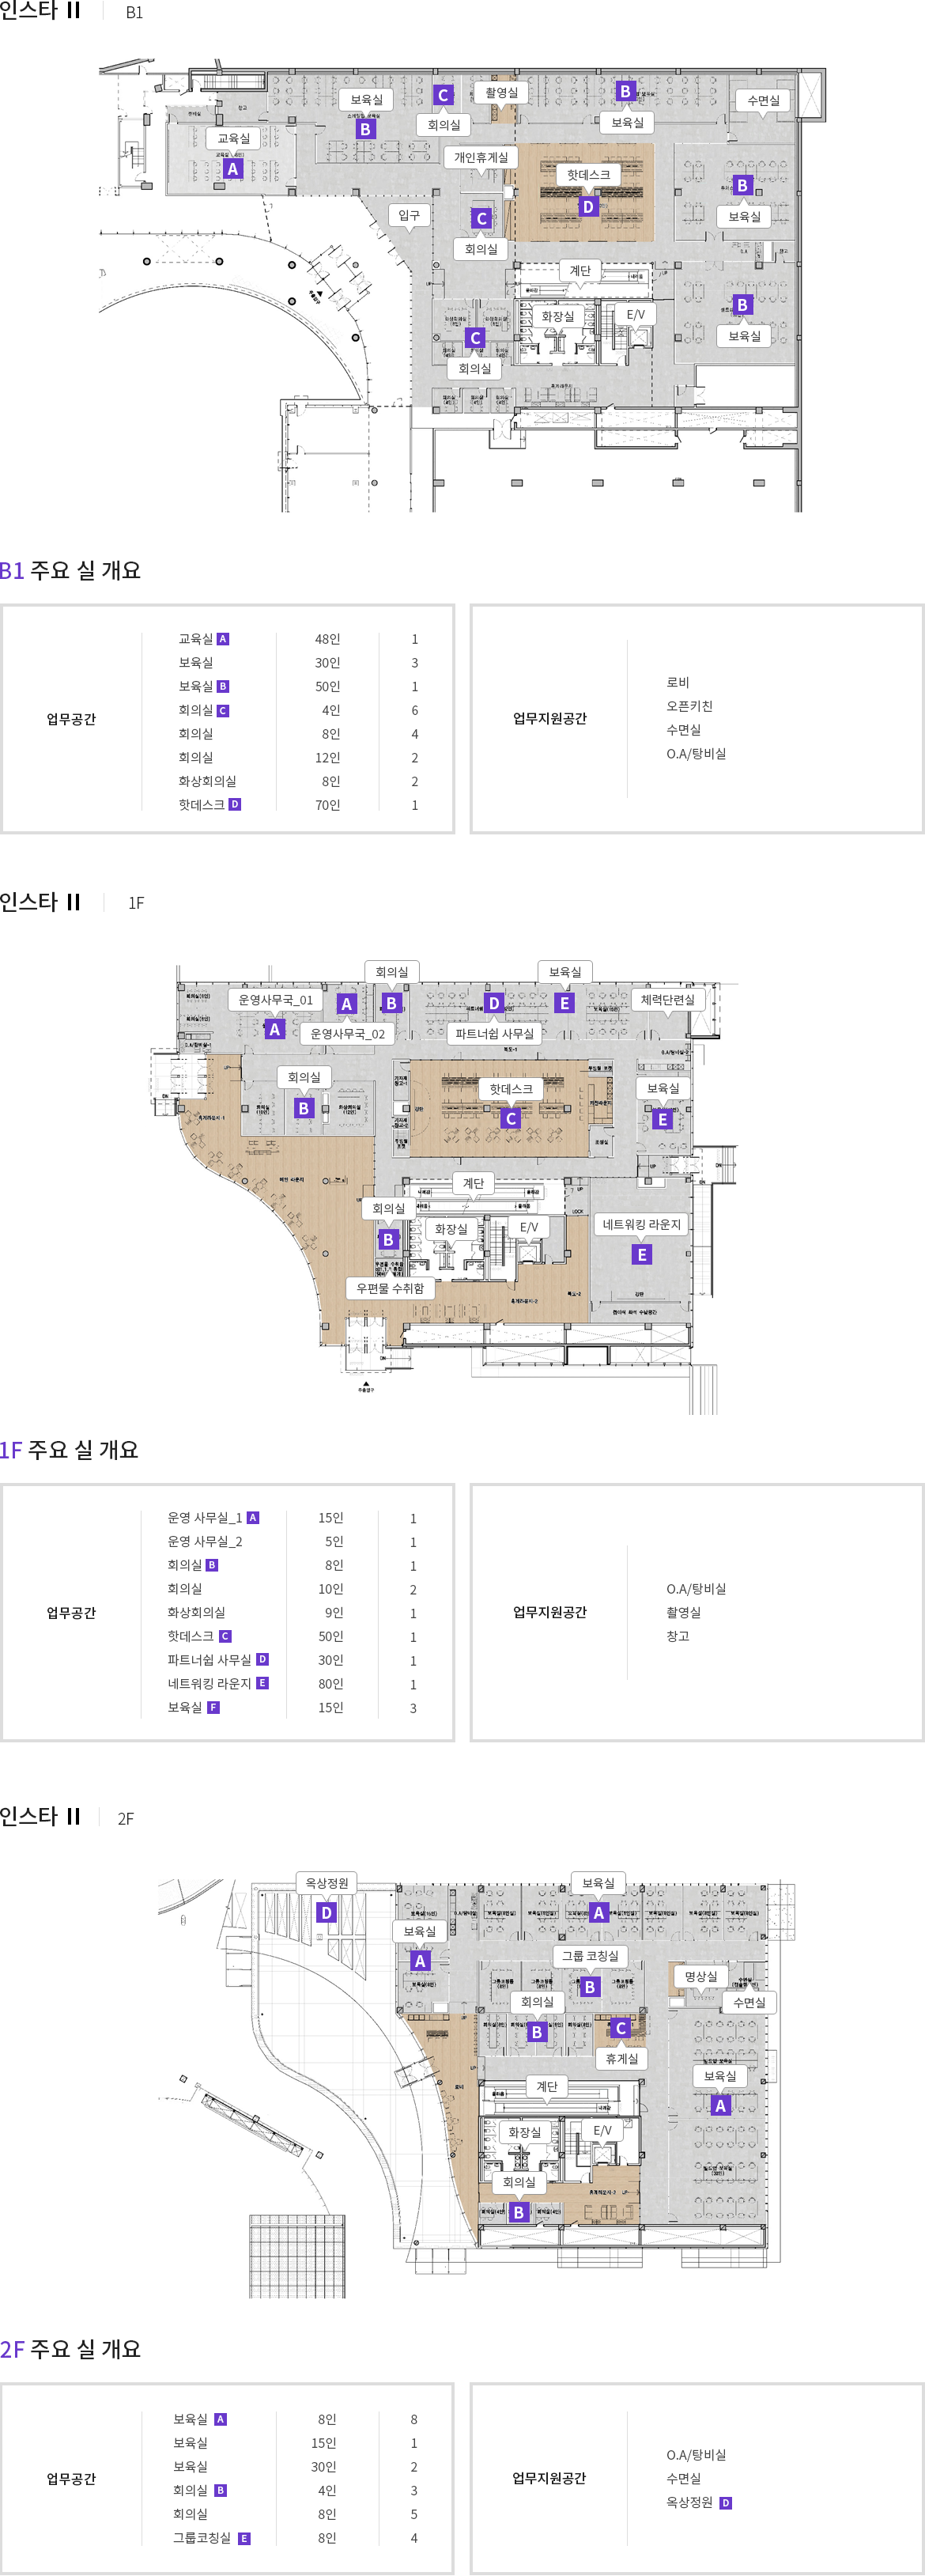 인스타 II B1
보육실
C
촬영실
B
수면실
회의실
보육실
B
교육실
A
개인휴게실
핫데스크
B
D
입구
C
보육실
회의실
계단
B
화장실
E/V
C
보육실
회의실
B1 주요 실 개요
업무공간
교육실 A 48인 1
보육실 30인 3
보육실 B 50인 1
회의실 C 4인 6
회의실 8인 4
회의실 12인 2
화상회의실 8인 2
핫데스크 D 70인 1
업무지원공간
로비
오픈키친
수면실
O.A/탕비실
인스타 II 1F
회의실
보육실
운영사무국_01
A
B
D
E
체력단련실
A
운영사무국_02
파트너쉽 사무실
회의실
핫데스크
보육실
B
C
E
계단
회의실
화장실
E/V
네트워킹 라운지
B
E
우편물 수취함
주출입구
1F 주요 실 개요
업무공간
운영 사무실_1 A 15인 1
운영 사무실_2 5인 1
회의실 B 8인 1
회의실 10인 2
화상회의실 9인 1
핫데스크 C 50인 1
파트너쉽 사무실 D 30인 1
네트워킹 라운지 E 80인 1
보육실 F 15인 3
업무지원공간
O.A/탕비실
촬영실
창고
인스타 II 2F
옥상정원
보육실
D
A
보육실
A
그룹 코칭실
명상실
B
회의실
수면실
B
C
휴게실
보육실
계단
A
화장실
E/V
회의실
B
2F 주요 실 개요
업무공간
보육실 A 8인 8
보육실 15인 1
보육실 30인 2
회의실 B 4인 3
회의실 8인 5
그룹코칭실 E 8인 4
업무지원공간
O.A/탕비실
수면실
옥상정원 D